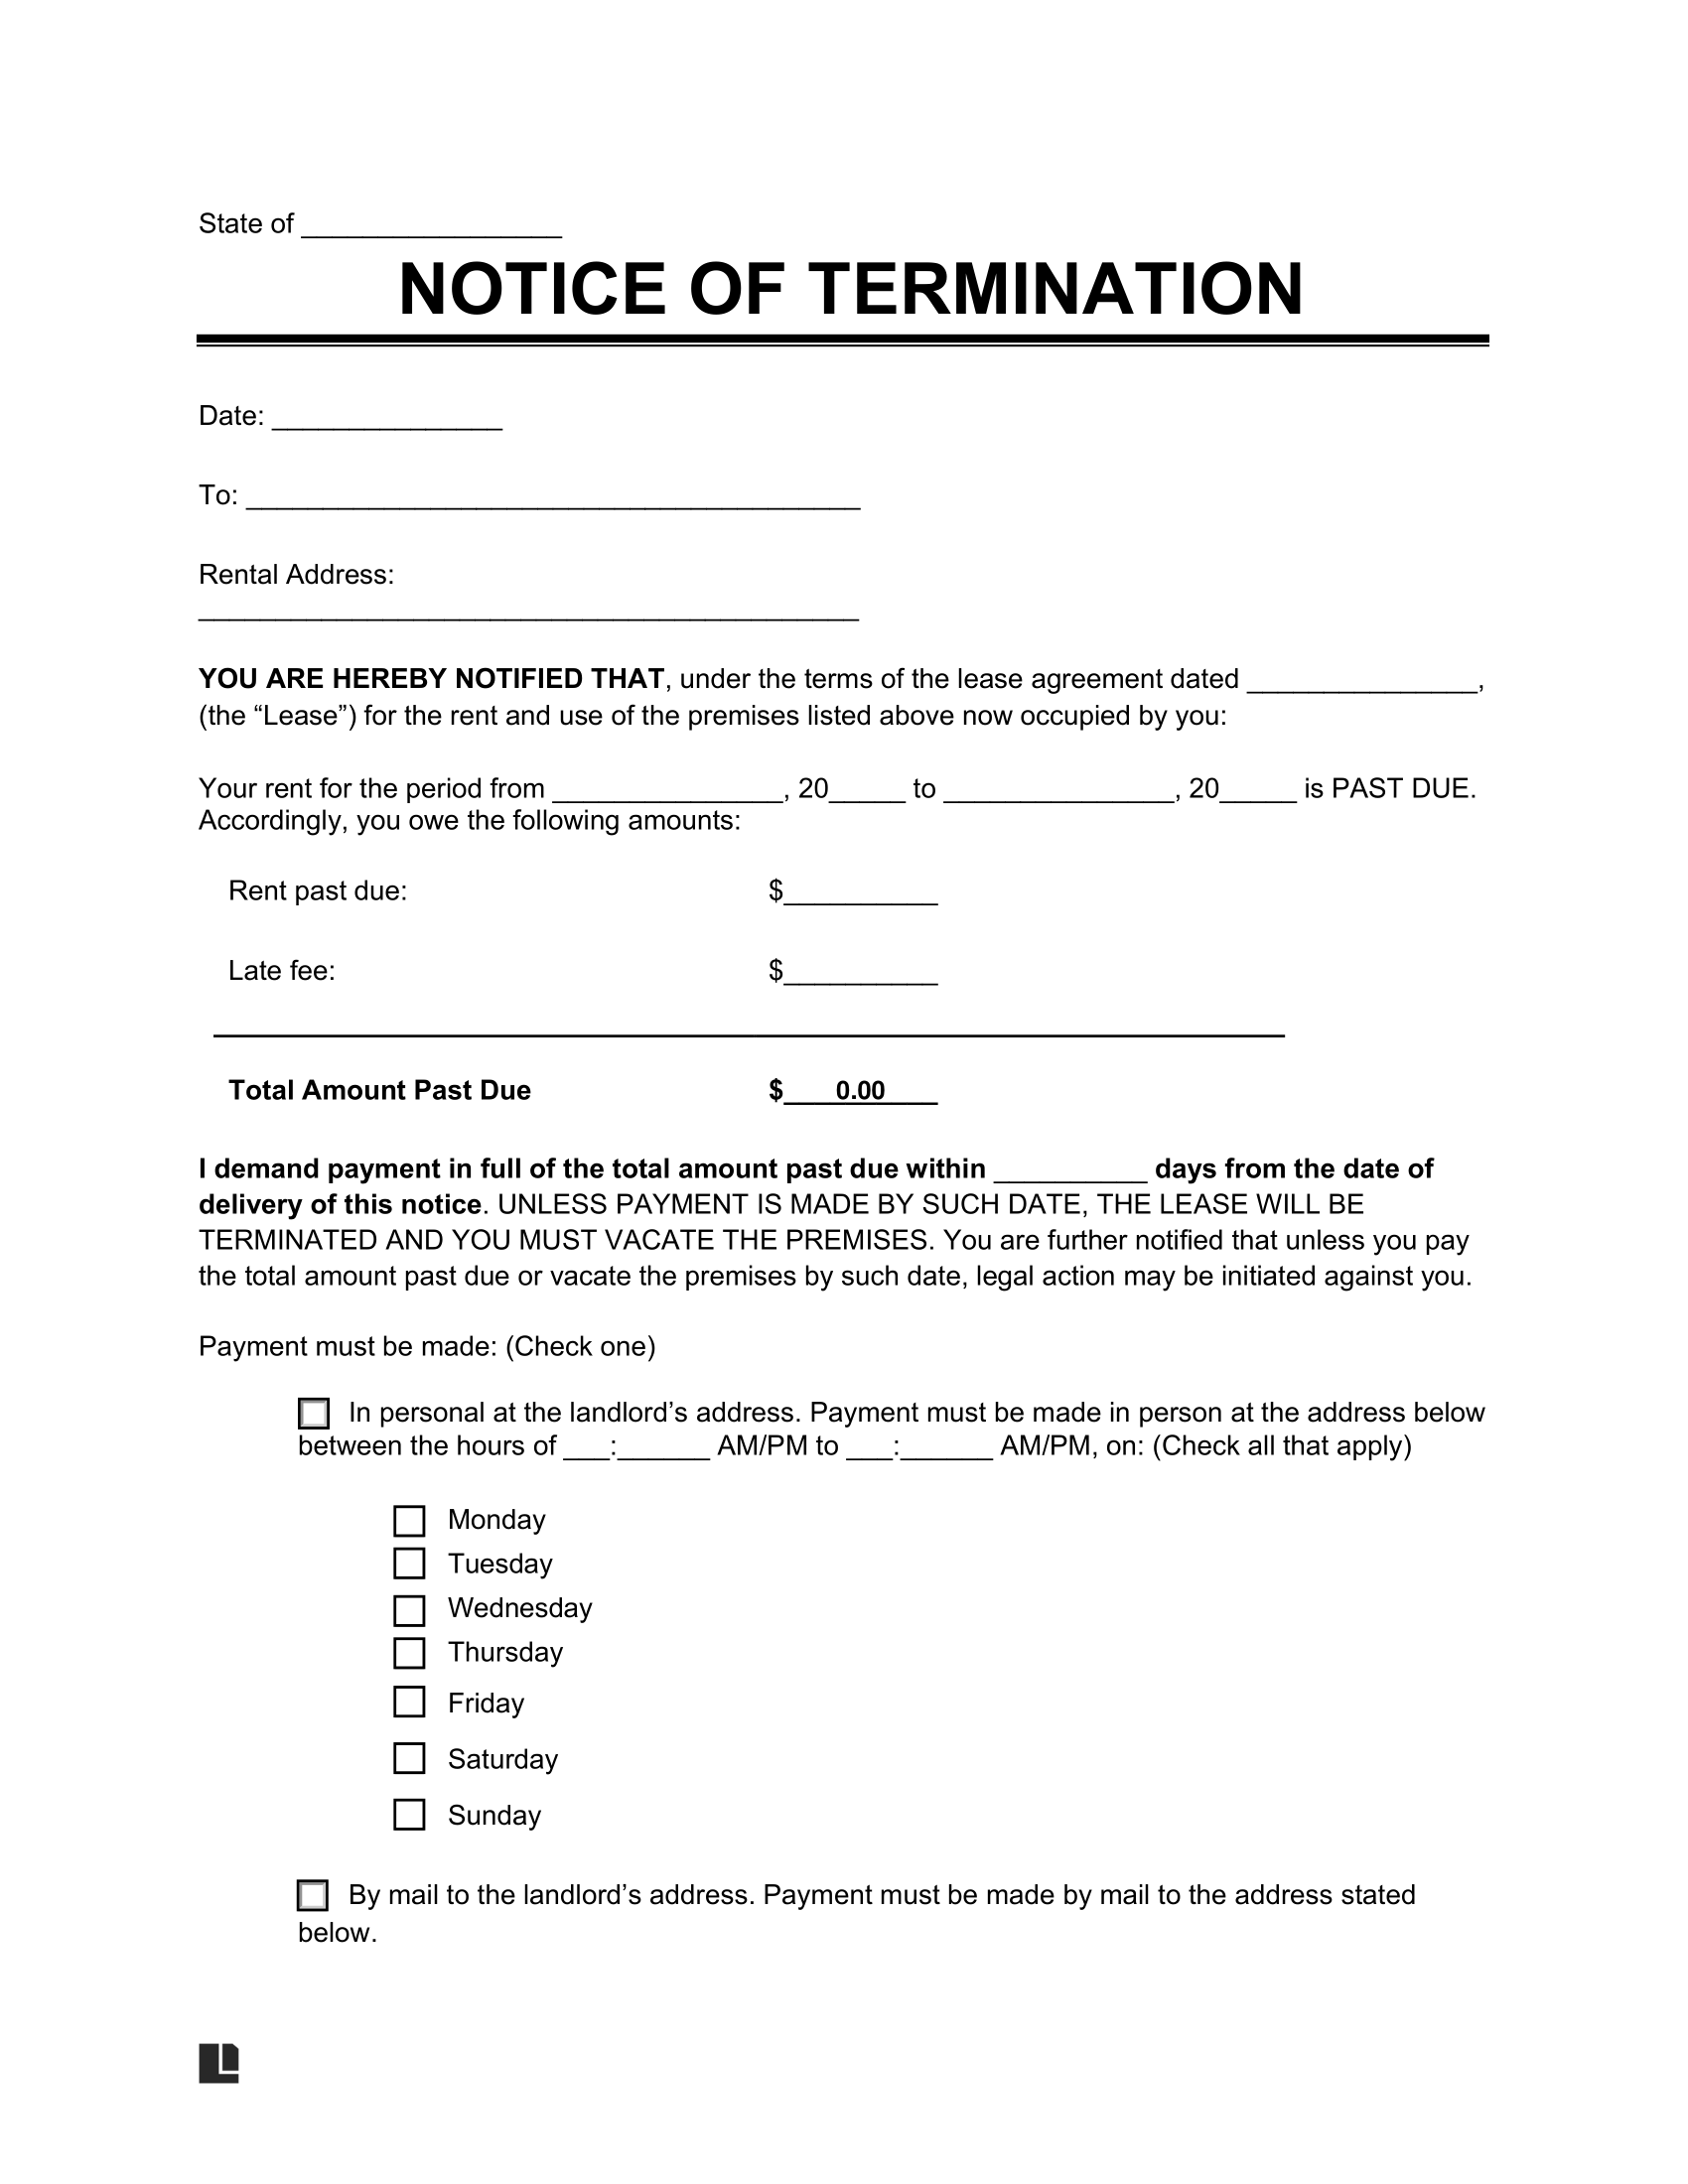 State of _________________
NOTICE OF TERMINATION
Date: _______________
To: ________________________________________
Rental Address:
___________________________________________
YOU ARE HEREBY NOTIFIED THAT, under the terms of the lease agreement dated _______________,
(the “Lease”) for the rent and use of the premises listed above now occupied by you:
Your rent for the period from _______________, 20_____ to _______________, 20_____ is PAST DUE.
Accordingly, you owe the following amounts:
Rent past due: $__________
Late fee: $__________
Total Amount Past Due $ 0.00
I demand payment in full of the total amount past due within __________ days from the date of
delivery of this notice. UNLESS PAYMENT IS MADE BY SUCH DATE, THE LEASE WILL BE
TERMINATED AND YOU MUST VACATE THE PREMISES. You are further notified that unless you pay
the total amount past due or vacate the premises by such date, legal action may be initiated against you.
Payment must be made: (Check one)
In personal at the landlord’s address. Payment must be made in person at the address below
between the hours of ___:______ AM/PM to ___:______ AM/PM, on: (Check all that apply)
Monday
Tuesday
Wednesday
Thursday
Friday
Saturday
Sunday
By mail to the landlord’s address. Payment must be made by mail to the address stated
below.